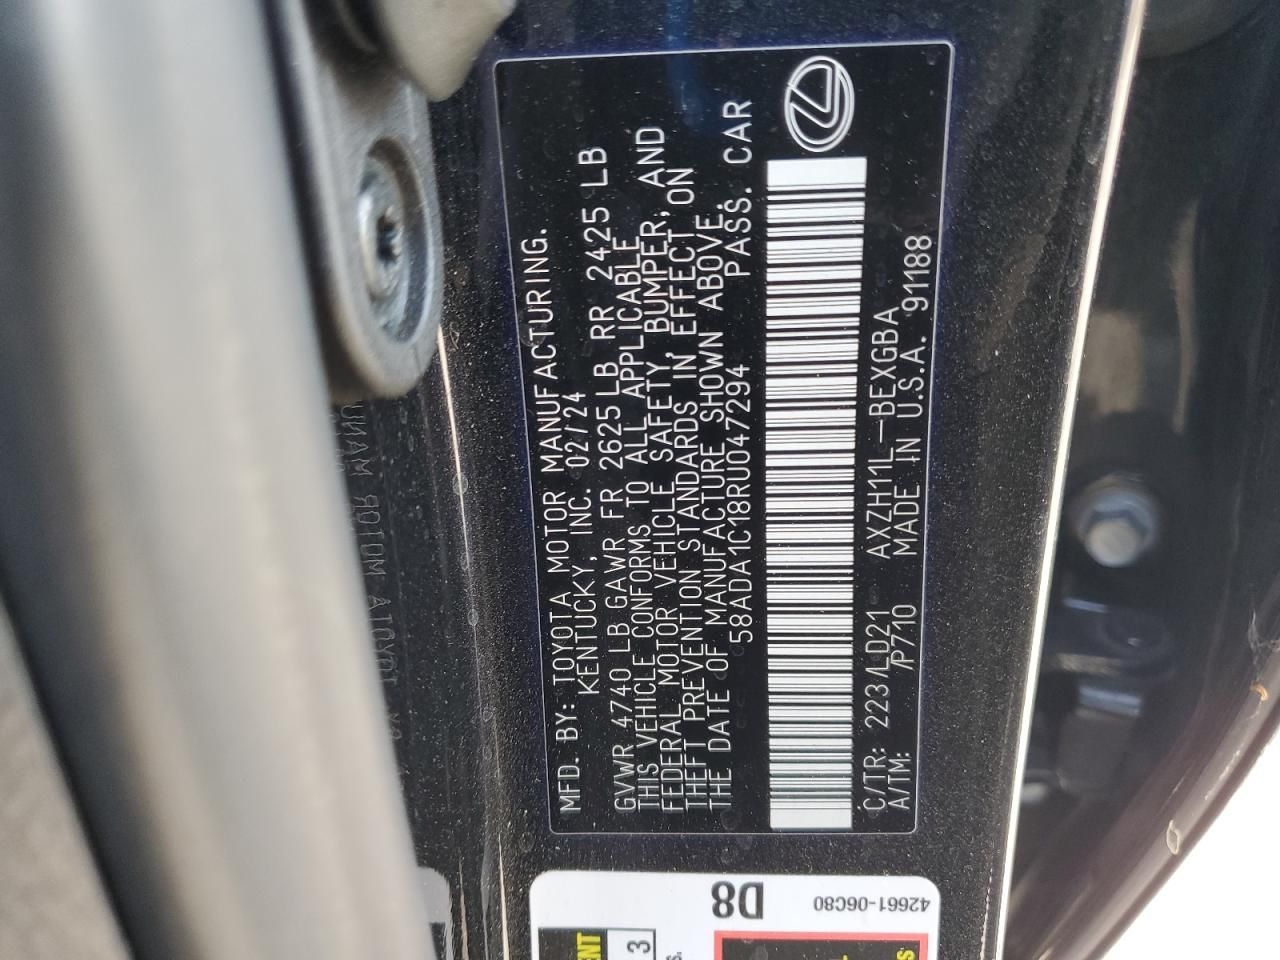 MFD. BY: TOYOTA MOTOR MANUFACTURING.
KENTUCKY, INC. 02/24
GVWR 4740 LB GAWR FR 2625LB RR 2425 LB
THIS VEHICLE CONFORMS TO ALL APPLICABLE
FEDERAL MOTOR VEHICLE SAFETY, BUMPER, AND
THEFT PREVENTION STANDARDS IN EFFECT ON
THE DATE OF MANUFACTURE SHOWN ABOVE.
58ADA1C18RU047294 PASS. CAR
C/TR: 223/LD21 AXZH11L-BEXGBA
A/TM: /P710 MADE IN U.S.A. 91188
D8
42661-06C80
3